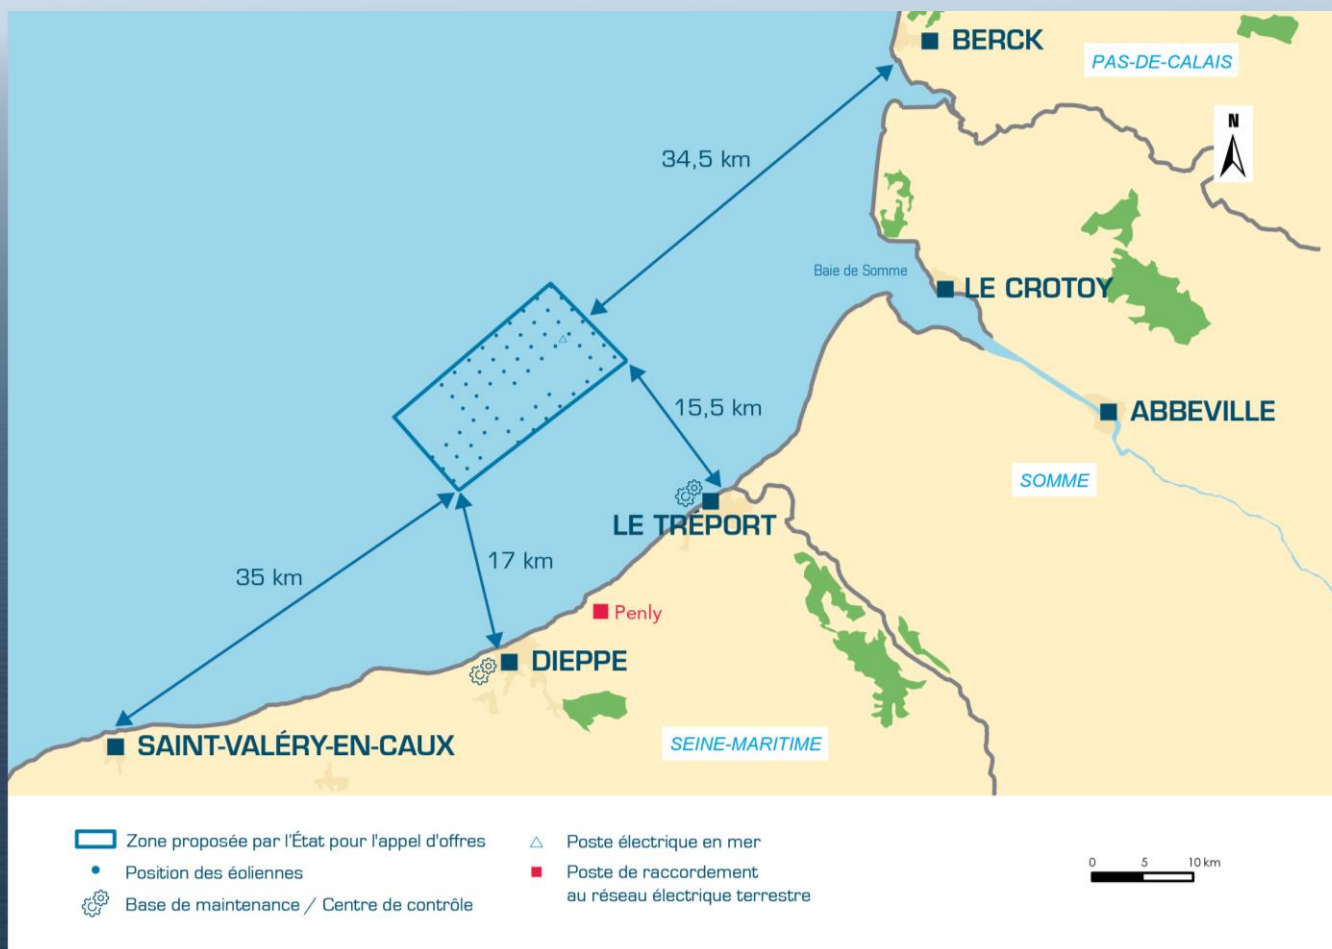 BERCK
PAS-DE-CALAIS
N
34,5 km
Baie de Somme
LE CROTOY
15,5 km
ABBEVILLE
SOMME
LE TRÉPORT
17 km
35 km
Penly
DIEPPE
SAINT-VALÉRY-EN-CAUX
SEINE-MARITIME
Zone proposée par l'État pour l'appel d'offres
Position des éoliennes
Base de maintenance / Centre de contrôle
Poste électrique en mer
Poste de raccordement
au réseau électrique terrestre
0 5 10 km